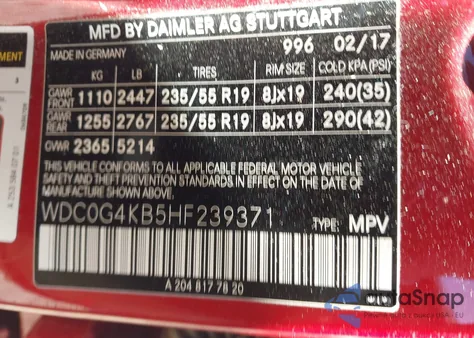 MFD BY DAIMLER AG STUTTGART
MADE IN GERMANY 996 02/17
KG LB TIRES RIM SIZE COLD KPA (PSI)
GAWR FRONT 1110 2447 235/55 R19 8Jx19 240(35)
GAWR REAR 1255 2767 235/55 R19 8Jx19 290(42)
GVWR 2365 5214
THIS VEHICLE CONFORMS TO ALL APPLICABLE FEDERAL MOTOR VEHICLE
SAFETY AND THEFT PREVENTION STANDARDS IN EFFECT ON THE DATE OF
MANUFACTURE SHOWN ABOVE.
WDC0G4KB5HF239371 TYPE: MPV
A 204 817 78 20